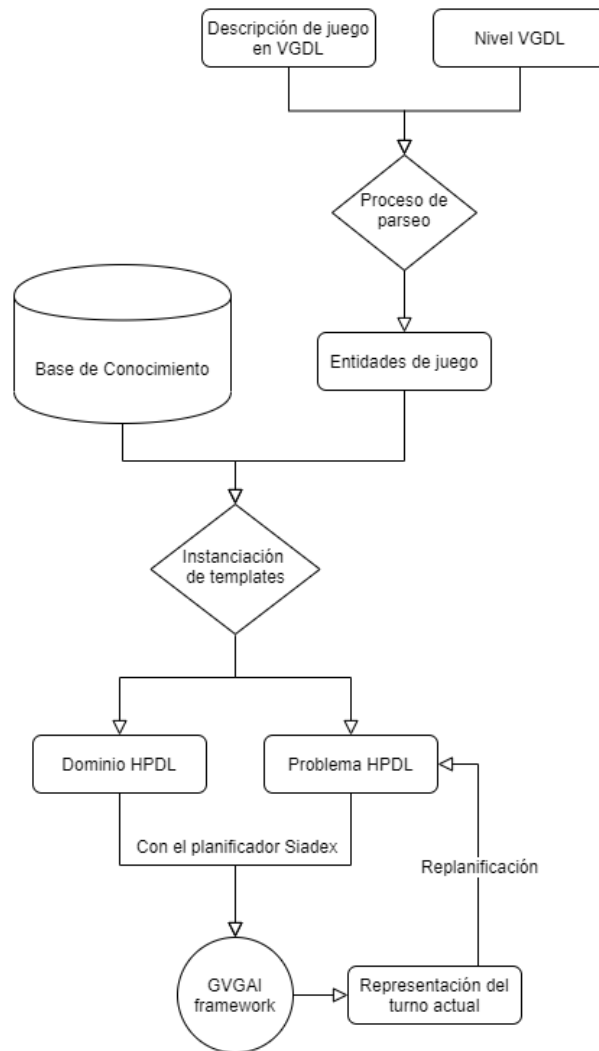 Descripción de juego
en VGDL
Nivel VGDL
Proceso de
parseo
Base de Conocimiento
Entidades de juego
Instanciación
de templates
Dominio HPDL
Problema HPDL
Con el planificador Siadex
Replanificación
GVGAI
framework
Representación del
turno actual